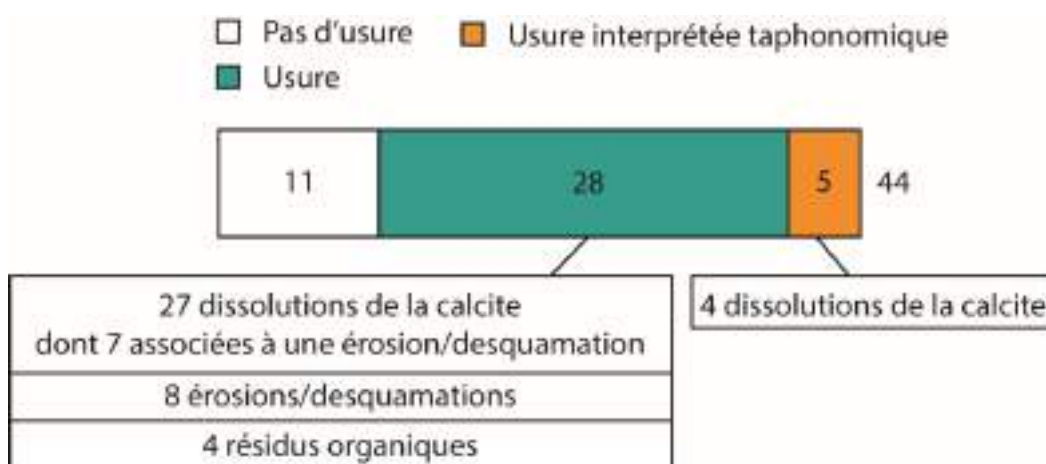 Pas d'usure Usure interprétée taphonomique
Usure
11 28 5 44
27 dissolutions de la calcite
dont 7 associées à une érosion/desquamation
8 érosions/desquamations
4 résidus organiques
4 dissolutions de la calcite